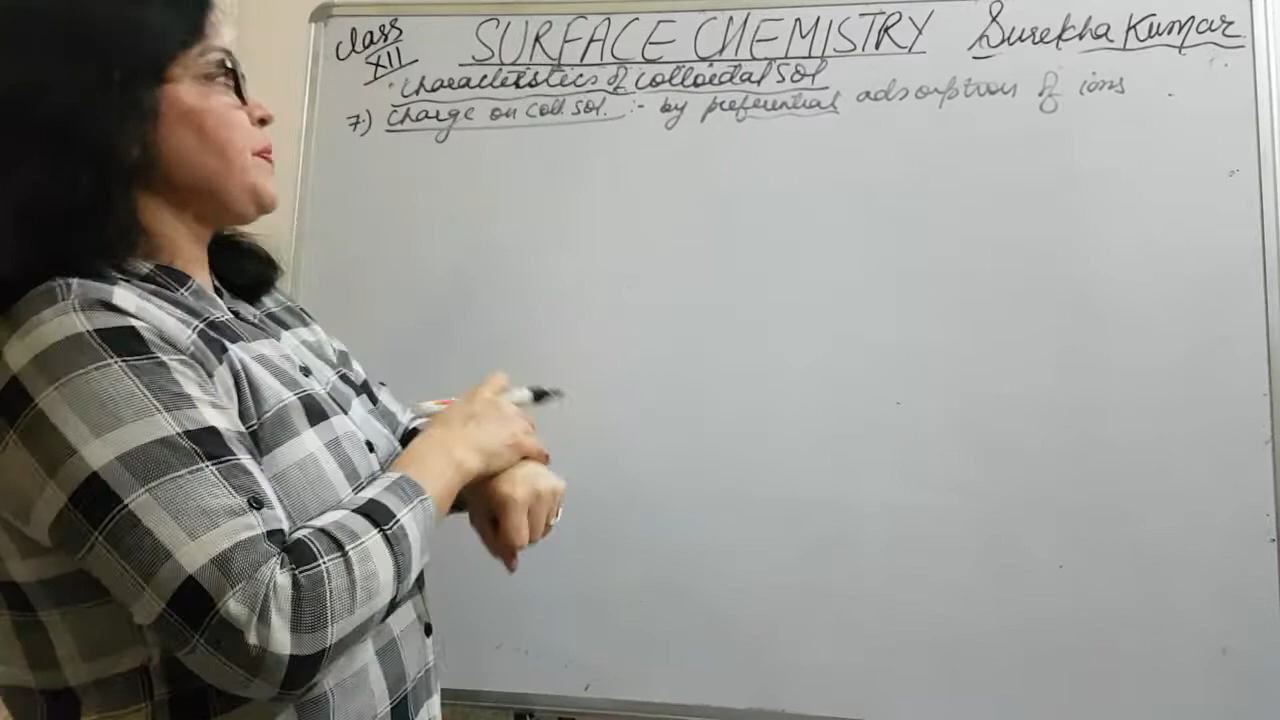 Class
XII
SURFACE CHEMISTRY
Surekha Kumar
characteristics of colloidal sol
7.) Charge on coll. sol. :- by preferential adsorption of ions